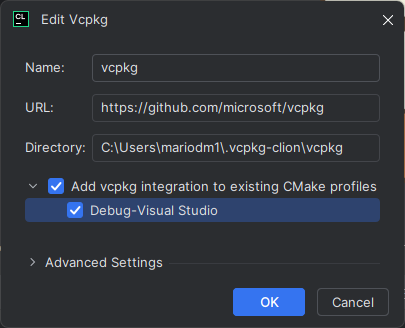 CL Edit Vcpkg
Name: vcpkg
URL: https://github.com/microsoft/vcpkg
Directory: C:\Users\mariodm1\.vcpkg-clion\vcpkg
Add vcpkg integration to existing CMake profiles
Debug-Visual Studio
Advanced Settings
OK Cancel